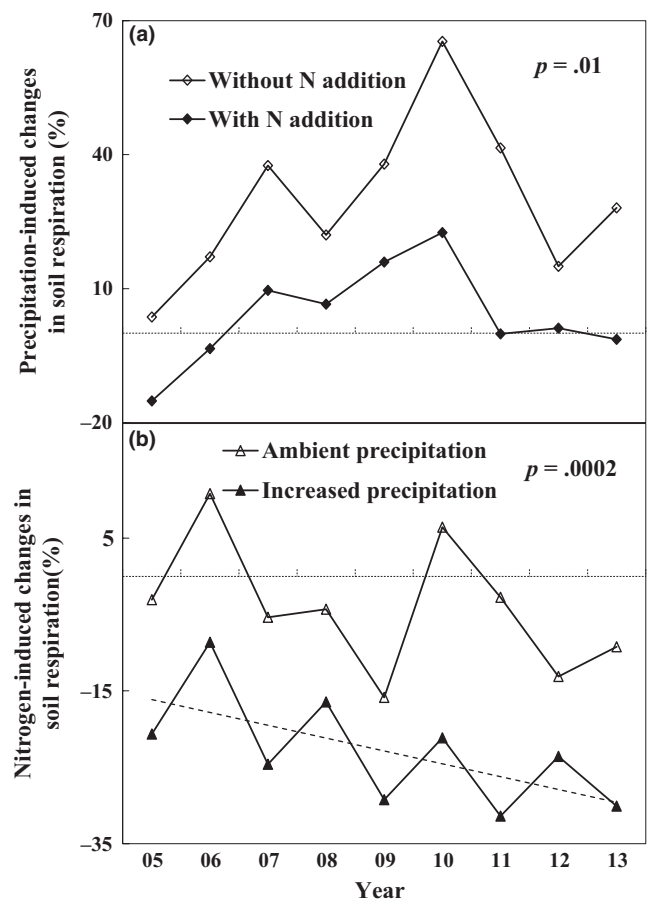 (a)
Without N addition
With N addition
p = .01
70
40
10
–20
Precipitation-induced changes
in soil respiration (%)
(b)
Ambient precipitation
Increased precipitation
p = .0002
5
–15
–35
Nitrogen-induced changes in
soil respiration(%)
05 06 07 08 09 10 11 12 13
Year